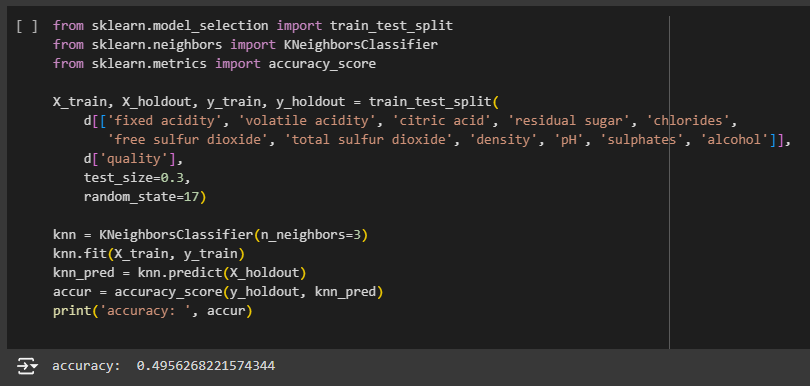 [ ] from sklearn.model_selection import train_test_split
from sklearn.neighbors import KNeighborsClassifier
from sklearn.metrics import accuracy_score
X_train, X_holdout, y_train, y_holdout = train_test_split(
d[['fixed acidity', 'volatile acidity', 'citric acid', 'residual sugar', 'chlorides',
'free sulfur dioxide', 'total sulfur dioxide', 'density', 'pH', 'sulphates', 'alcohol']],
d['quality'],
test_size=0.3,
random_state=17)
knn = KNeighborsClassifier(n_neighbors=3)
knn.fit(X_train, y_train)
knn_pred = knn.predict(X_holdout)
accur = accuracy_score(y_holdout, knn_pred)
print('accuracy: ', accur)
accuracy:  0.4956268221574344